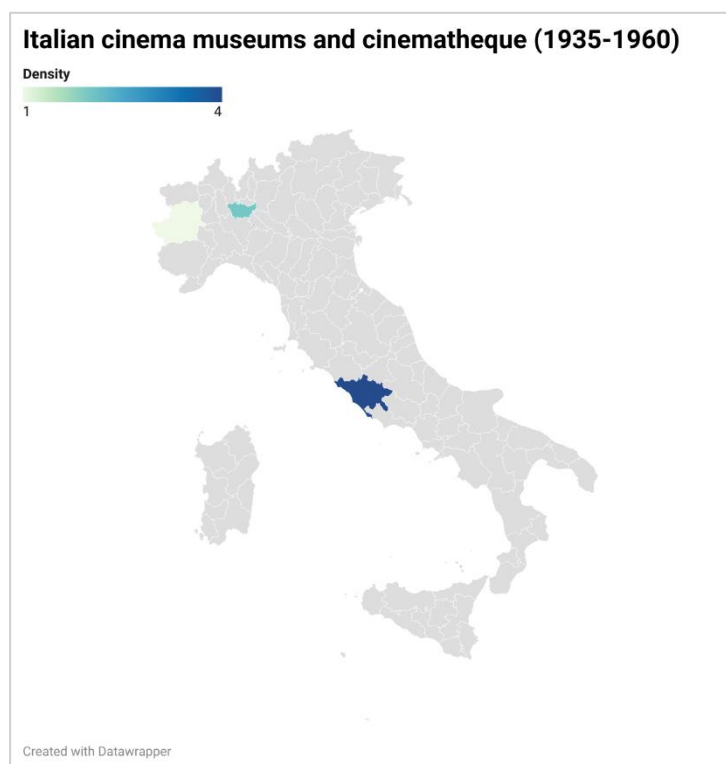 Italian cinema museums and cinematheque (1935-1960)
Density
1 4
Created with Datawrapper